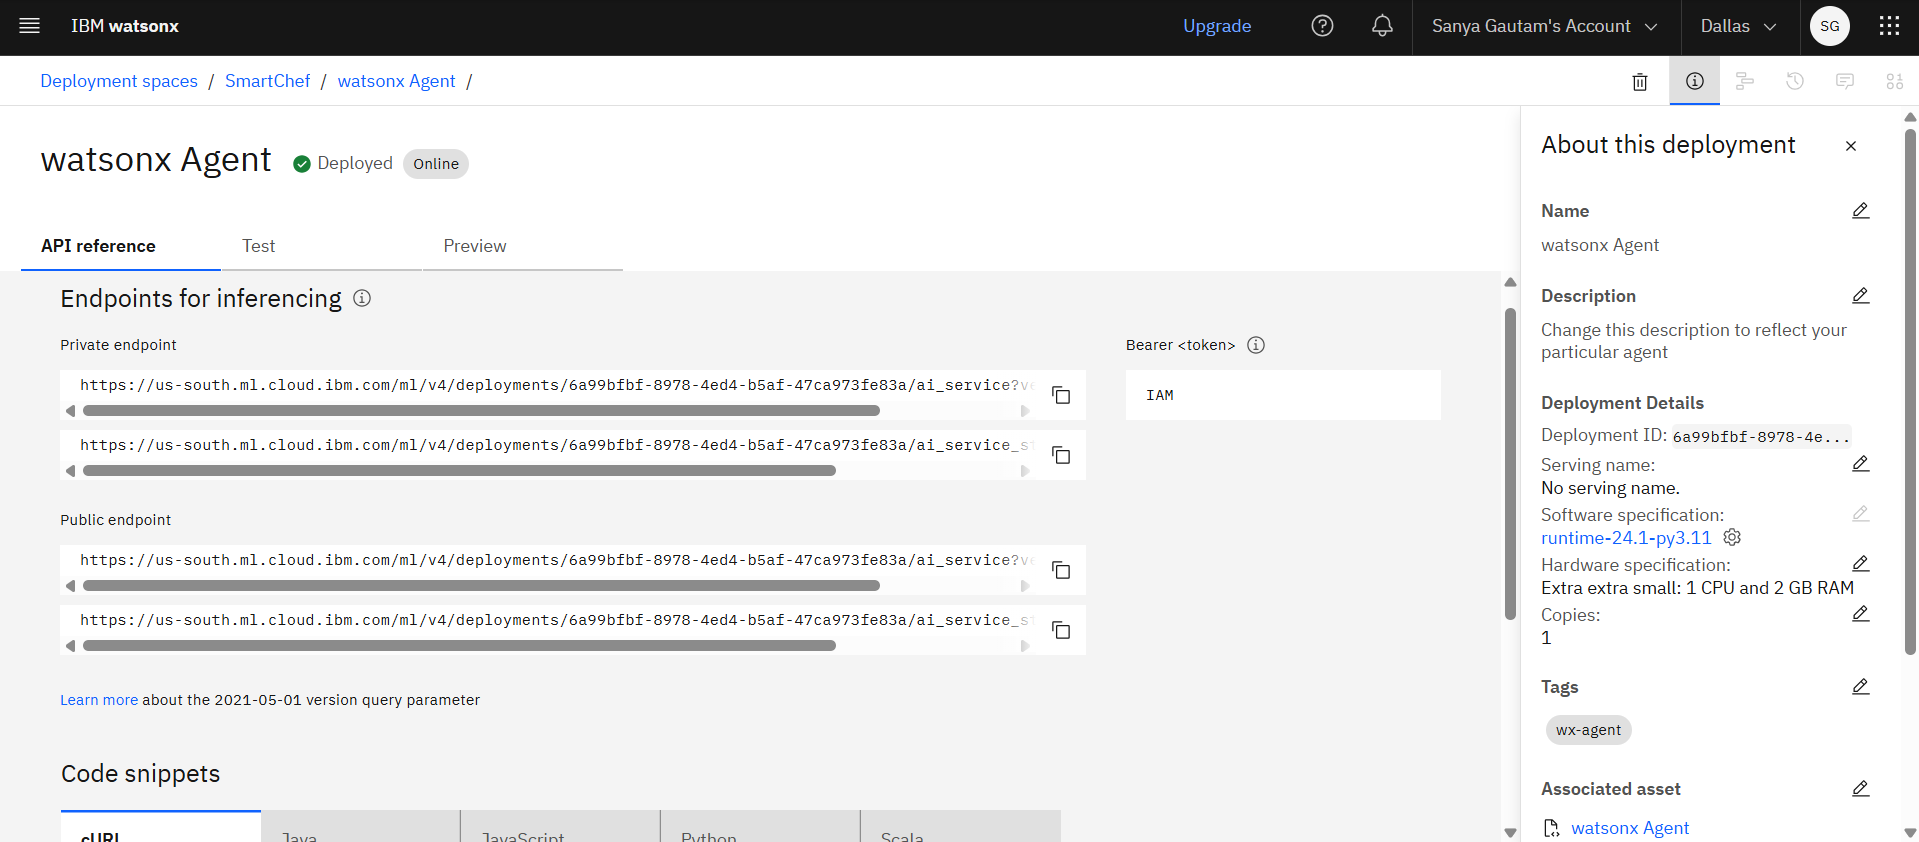 IBM watsonx
Upgrade
Sanya Gautam's Account
Dallas
SG
Deployment spaces / SmartChef / watsonx Agent /
watsonx Agent
Deployed
Online
API reference
Test
Preview
Endpoints for inferencing
Private endpoint
https://us-south.ml.cloud.ibm.com/ml/v4/deployments/6a99bfbf-8978-4ed4-b5af-47ca973fe83a/ai_service?ve
https://us-south.ml.cloud.ibm.com/ml/v4/deployments/6a99bfbf-8978-4ed4-b5af-47ca973fe83a/ai_service_st
Public endpoint
https://us-south.ml.cloud.ibm.com/ml/v4/deployments/6a99bfbf-8978-4ed4-b5af-47ca973fe83a/ai_service?ve
https://us-south.ml.cloud.ibm.com/ml/v4/deployments/6a99bfbf-8978-4ed4-b5af-47ca973fe83a/ai_service_st
Bearer <token>
IAM
Learn more about the 2021-05-01 version query parameter
Code snippets
cURL
Java
JavaScript
Python
Scala
About this deployment
Name
watsonx Agent
Description
Change this description to reflect your
particular agent
Deployment Details
Deployment ID: 6a99bfbf-8978-4e...
Serving name:
No serving name.
Software specification:
runtime-24.1-py3.11
Hardware specification:
Extra extra small: 1 CPU and 2 GB RAM
Copies:
1
Tags
wx-agent
Associated asset
watsonx Agent